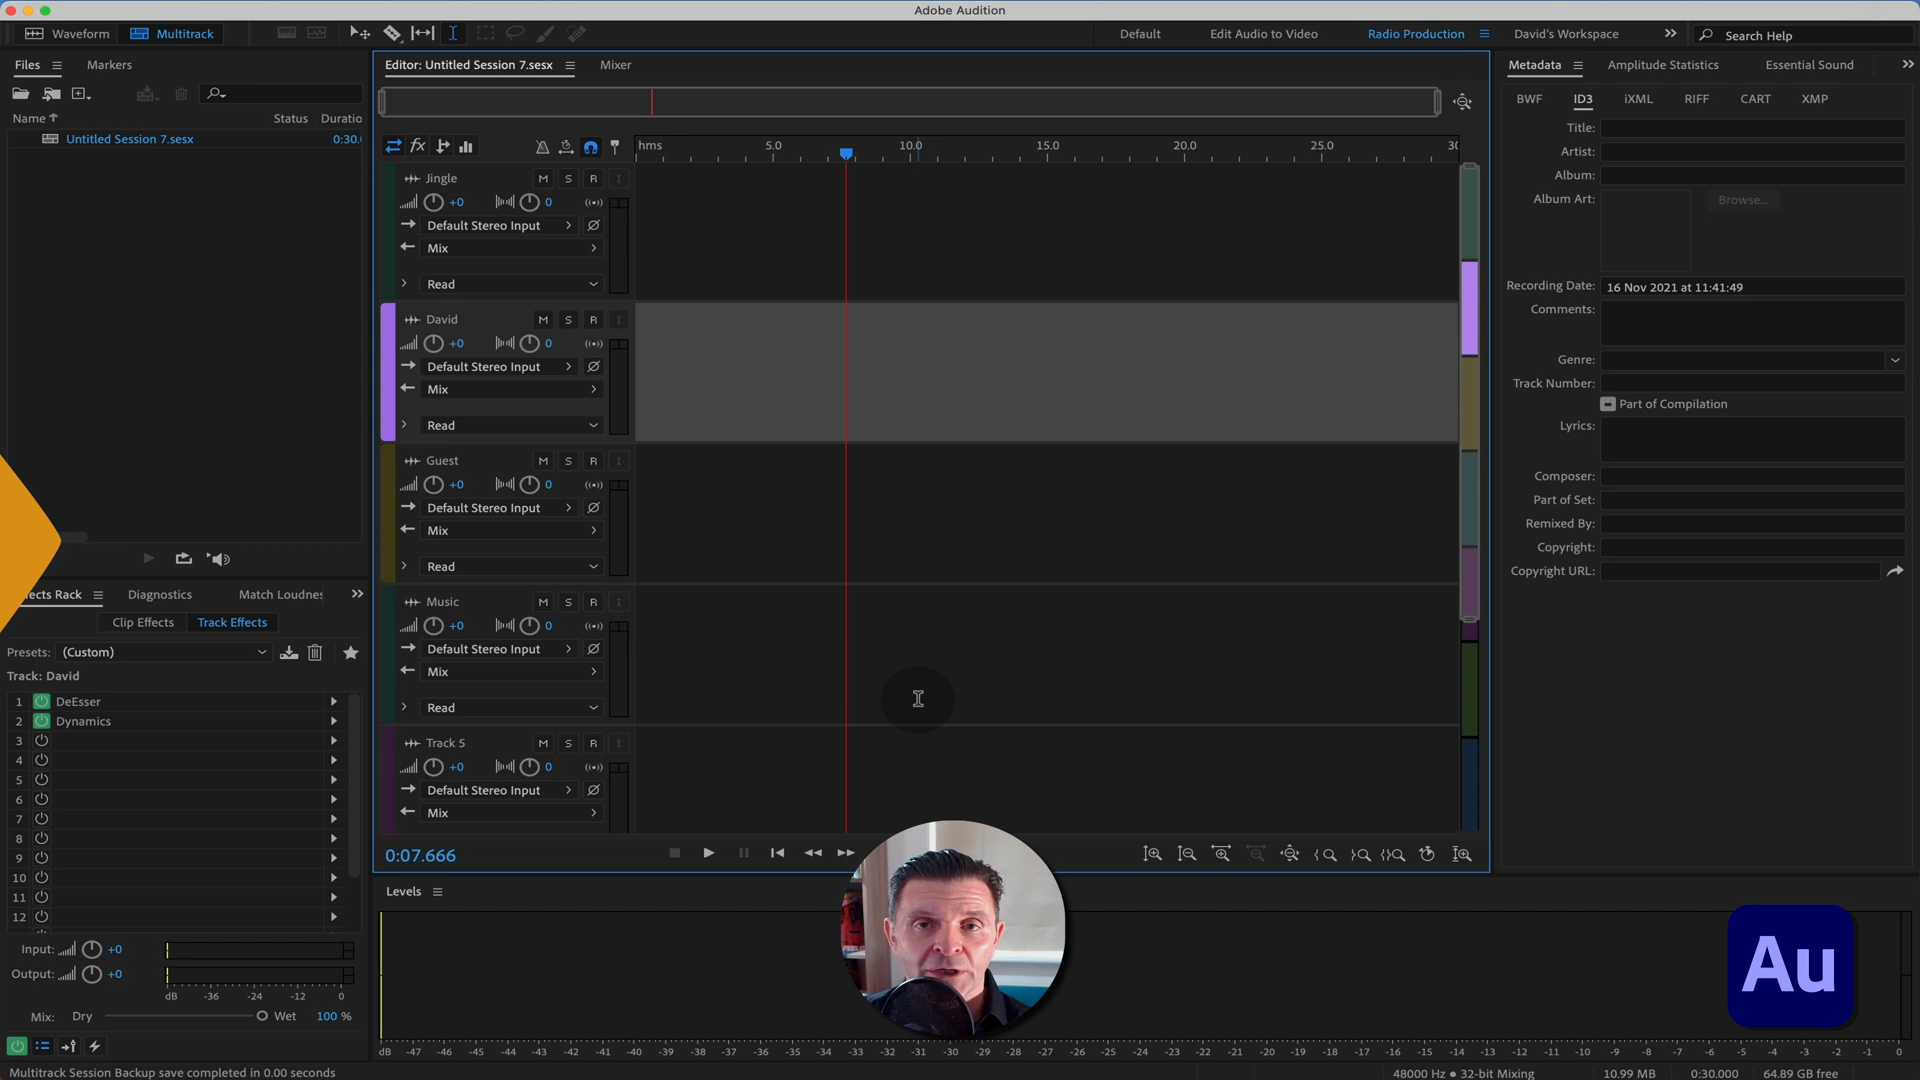 Adobe Audition
Waveform
Multitrack
Default
Edit Audio to Video
Radio Production
David's Workspace
Search Help
Files
Markers
Editor: Untitled Session 7.sesx
Mixer
Metadata
Amplitude Statistics
Essential Sound
Name
Status
Duratio
Untitled Session 7.sesx
0:30.
BWF
ID3
iXML
RIFF
CART
XMP
Title:
Artist:
Album:
Album Art:
Browse...
Recording Date:
16 Nov 2021 at 11:41:49
Comments:
Genre:
Track Number:
Part of Compilation
Lyrics:
Composer:
Part of Set:
Remixed By:
Copyright:
Copyright URL:
fx
hms
5.0
10.0
15.0
20.0
25.0
30
Jingle
M S R I
+0
0
Default Stereo Input
Mix
Read
David
M S R I
+0
0
Default Stereo Input
Mix
Read
Guest
M S R I
+0
0
Default Stereo Input
Mix
Read
Music
M S R I
+0
0
Default Stereo Input
Mix
Read
Track 5
M S R I
+0
0
Default Stereo Input
Mix
0:07.666
ects Rack
Diagnostics
Match Loudnes
Clip Effects
Track Effects
Presets:
(Custom)
Track: David
1 DeEsser
2 Dynamics
3
4
5
6
7
8
9
10
11
12
Input: +0
Output: +0
dB -36 -24 -12 0
Mix: Dry Wet 100 %
Levels
dB -47 -46 -45 -44 -43 -42 -41 -40 -39 -38 -37 -36 -35 -34 -33 -32 -31 -30 -29 -28 -27 -26 -25 -24 -23 -22 -21 -20 -19 -18 -17 -16 -15 -14 -13 -12 -11 -10 -9 -8 -7 -6 -5 -4 -3 -2 -1 0
Au
Multitrack Session Backup save completed in 0.00 seconds
48000 Hz ● 32-bit Mixing
10.99 MB
0:30.000
64.89 GB free